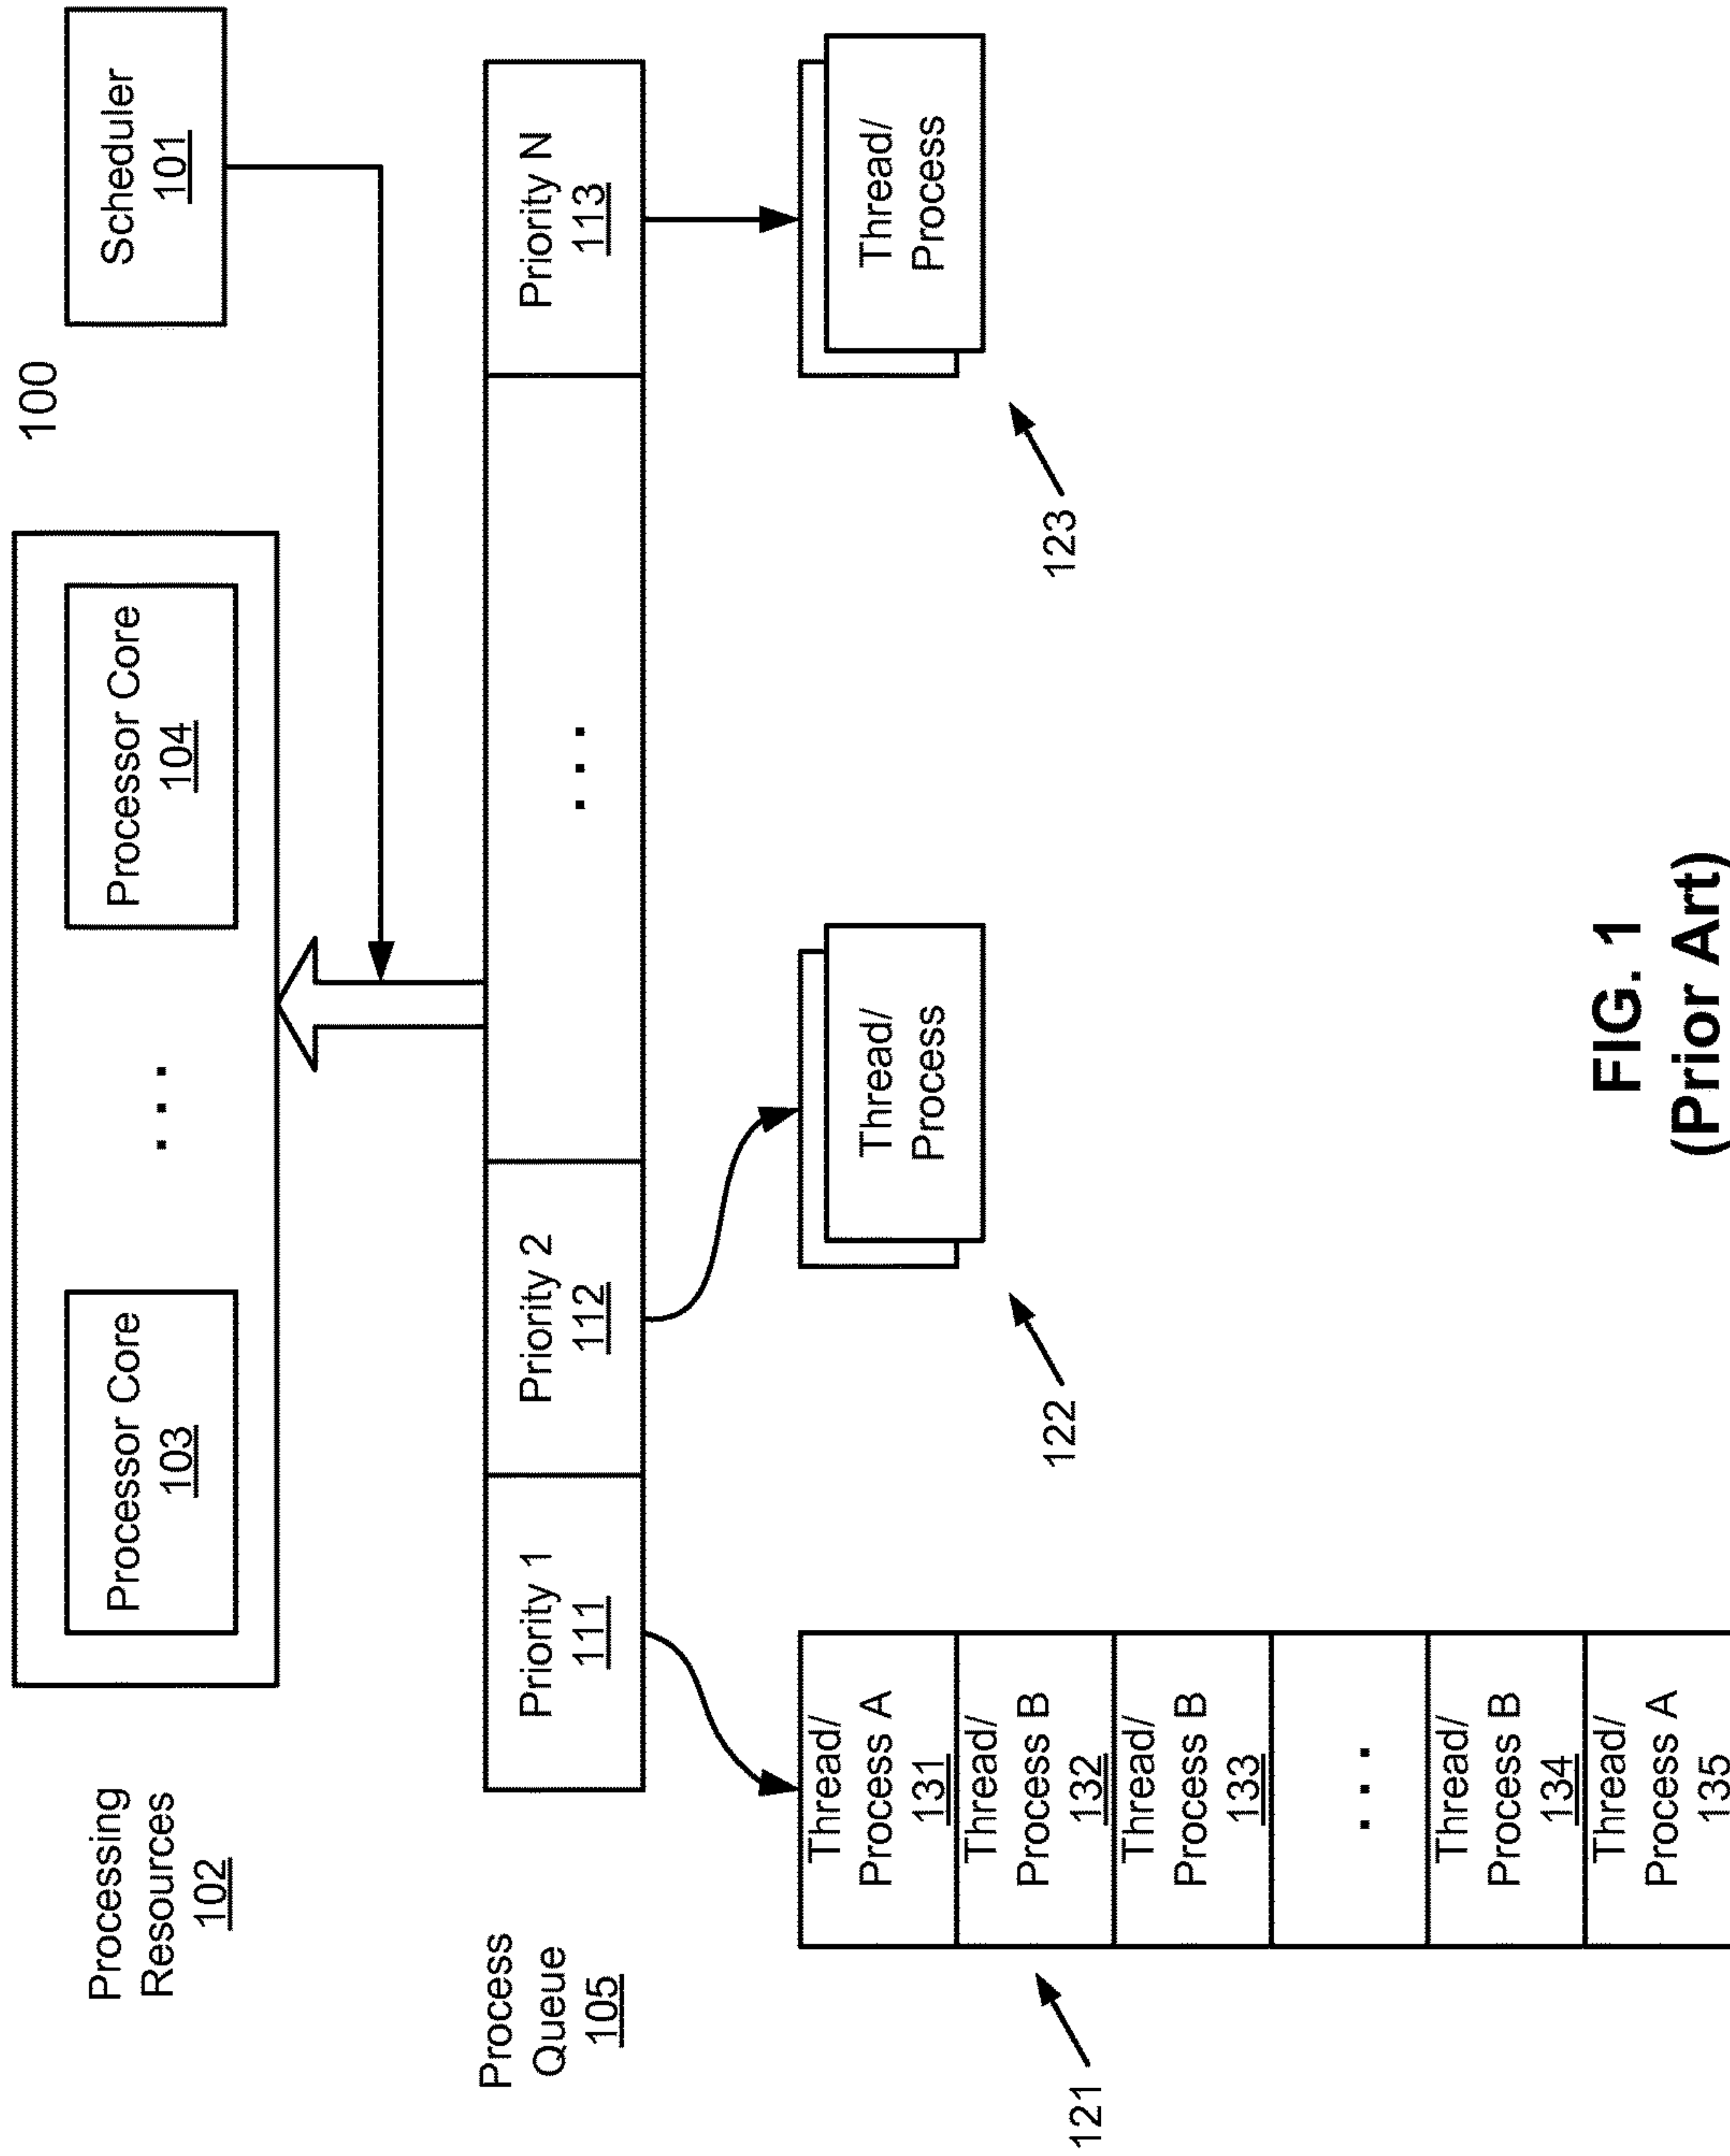 100
Processing
Resources
102
Processor Core
103
. . .
Processor Core
104
Scheduler
101
Process
Queue
105
Priority 1
111
Priority 2
112
. . .
Priority N
113
121
Thread/
Process A
131
Thread/
Process B
132
Thread/
Process B
133
. . .
Thread/
Process B
134
Thread/
Process A
135
122
Thread/
Process
123
Thread/
Process
FIG. 1
(Prior Art)